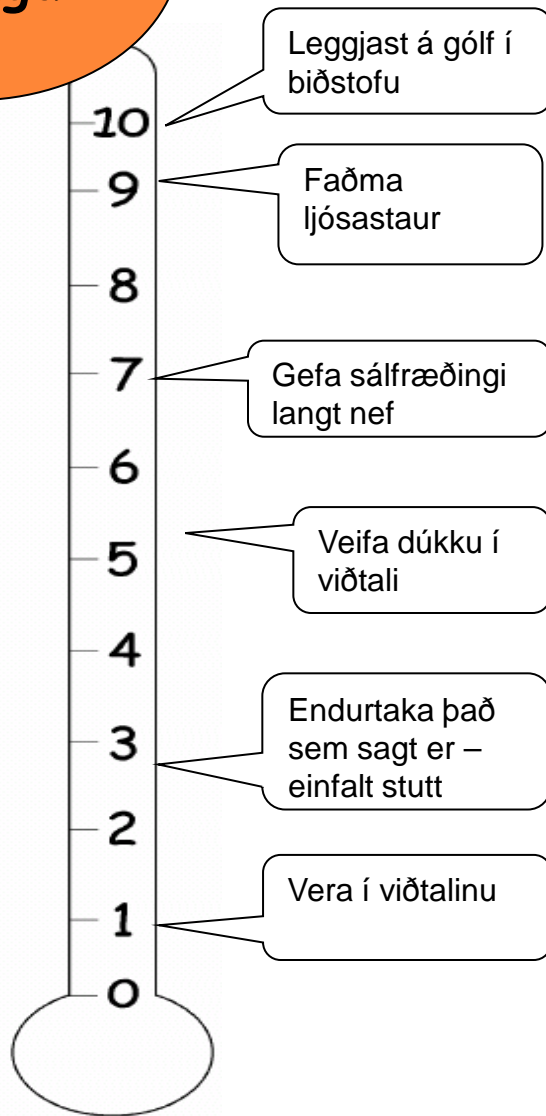 Leggjast á gólf í
biðstofu
10
Faðma
ljósastaur
9
8
Gefa sálfræðingi
langt nef
7
6
Veifa dúkku í
viðtali
5
4
Endurtaka það
sem sagt er –
einfalt stutt
3
2
Vera í viðtalinu
1
0